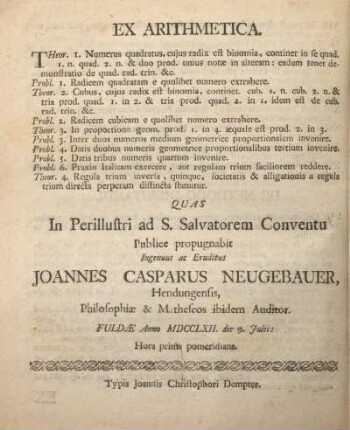 EX ARITHMETICA.
THeor. 1. Numerus quadratus, cujus radix est binomia, continet in se quad.
1. n. quad. 2. n. & duo prod. unius notæ in alteram: eadem tenet de-
monstratio de quad. rad. trin. &c.
Probl. 1. Radicem quadratam e quolibet numero extrahere.
Theor. 2. Cubus, cujus radix est binomia, continet. cub. 1. n. cub. 2. n. &
tria prod. quad. 1. in 2. & tria prod. quad. 2. in 1. idem est de cub.
rad. trin. &c.
Probl. 2. Radicem cubicam e quolibet numero extrahere.
Theor. 3. In proportione geom. prod. 1. in 4. æquale est prod. 2. in 3.
Probl. 3. Inter duos numeros medium geometrice proportionalem invenire.
Probl. 4. Datis duobus numeris geometrice proportionalibus tertium invenire.
Probl. 5. Datis tribus numeris quartum invenire.
Probl. 6. Praxin Italicam exercere, aut regulam trium faciliorem reddere.
Theor. 4. Regula trium inversa, quinque, societatis & alligationis a regula
trium directa perperam distincta statuitur.
QUAS
In Perillustri ad S. Salvatorem Conventu
Publice propugnabit
Ingenuus ac Eruditus
JOANNES CASPARUS NEUGEBAUER,
Hendungensis,
Philosophiæ & Matheseos ibidem Auditor.
FULDÆ Anno MDCCLXII. die 9. Julii:
Hora prima pomeridiana.
Typis Joannis Christophori Dempter.